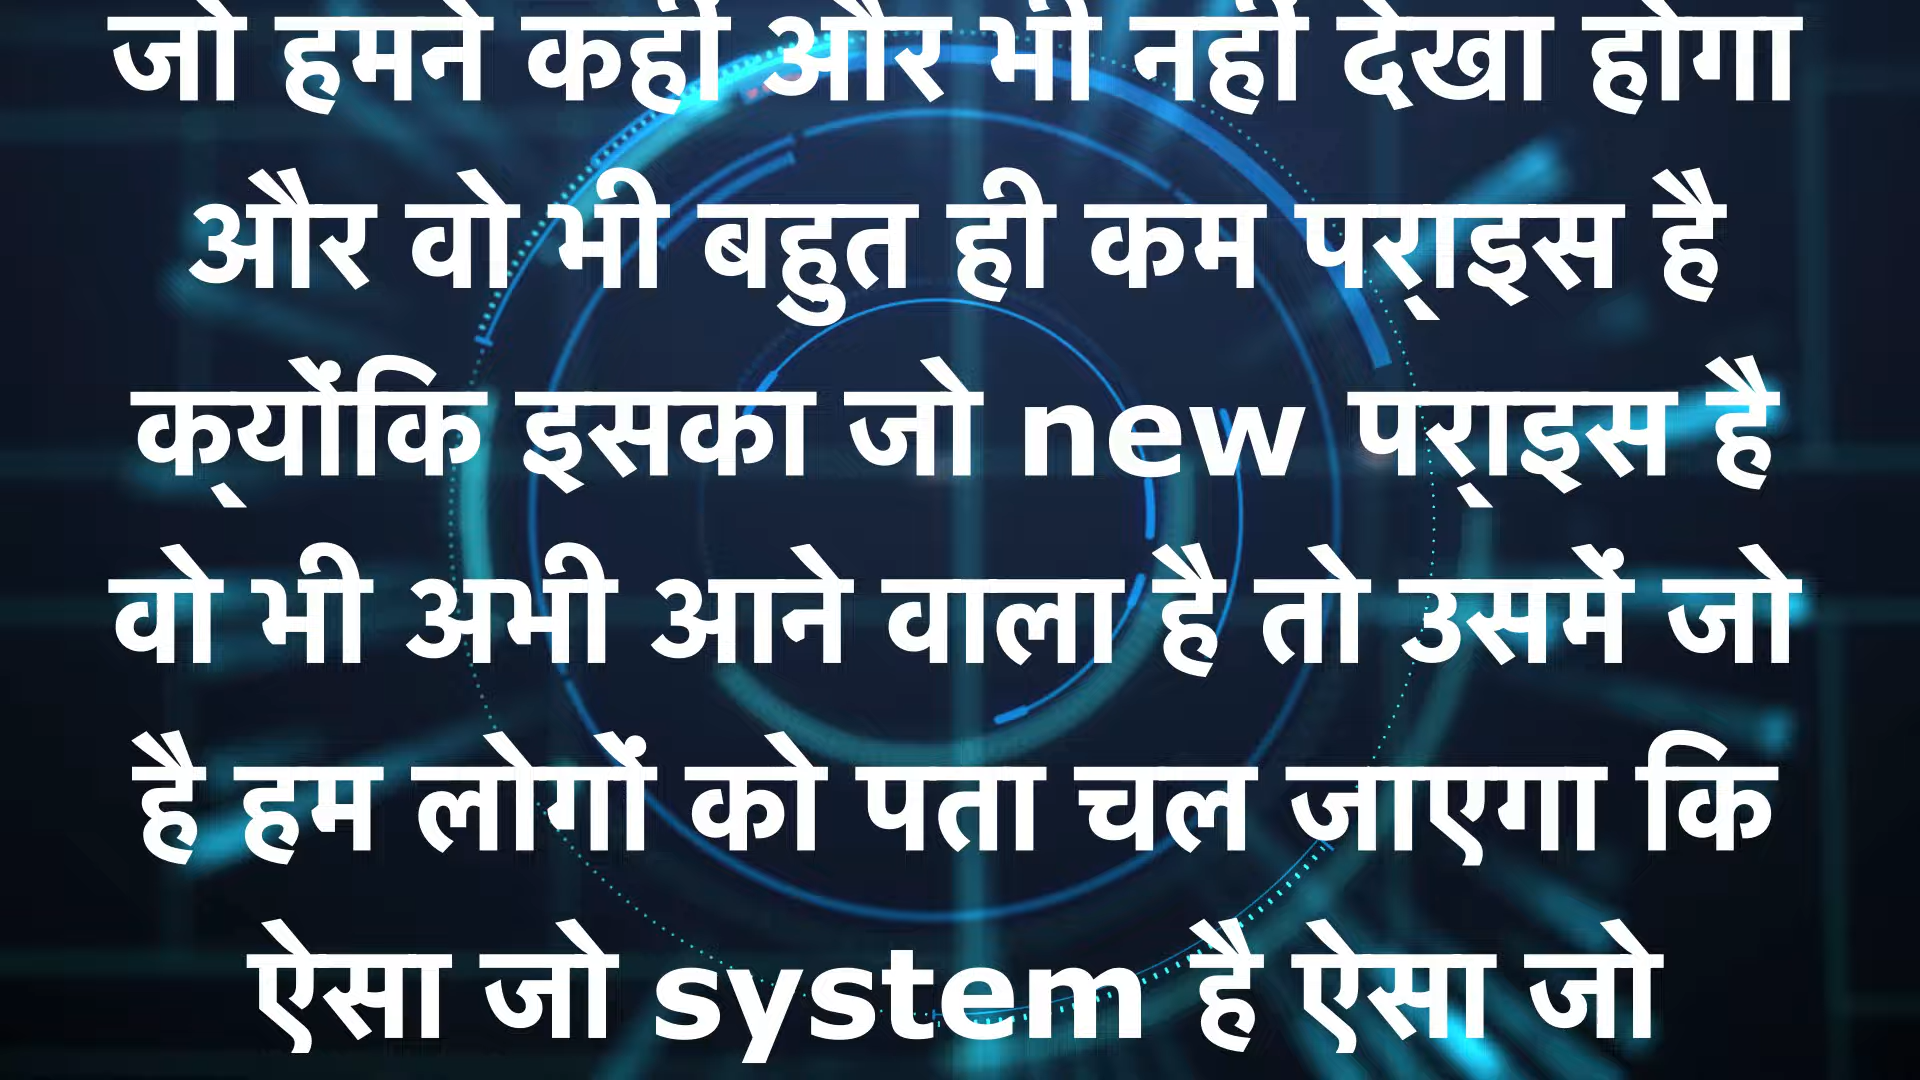 जो हमने कहीं और भी नहीं देखा होगा
और वो भी बहुत ही कम प्राइस है
क्योंकि इसका जो new प्राइस है
वो भी अभी आने वाला है तो उसमें जो
है हम लोगों को पता चल जाएगा कि
ऐसा जो system है ऐसा जो